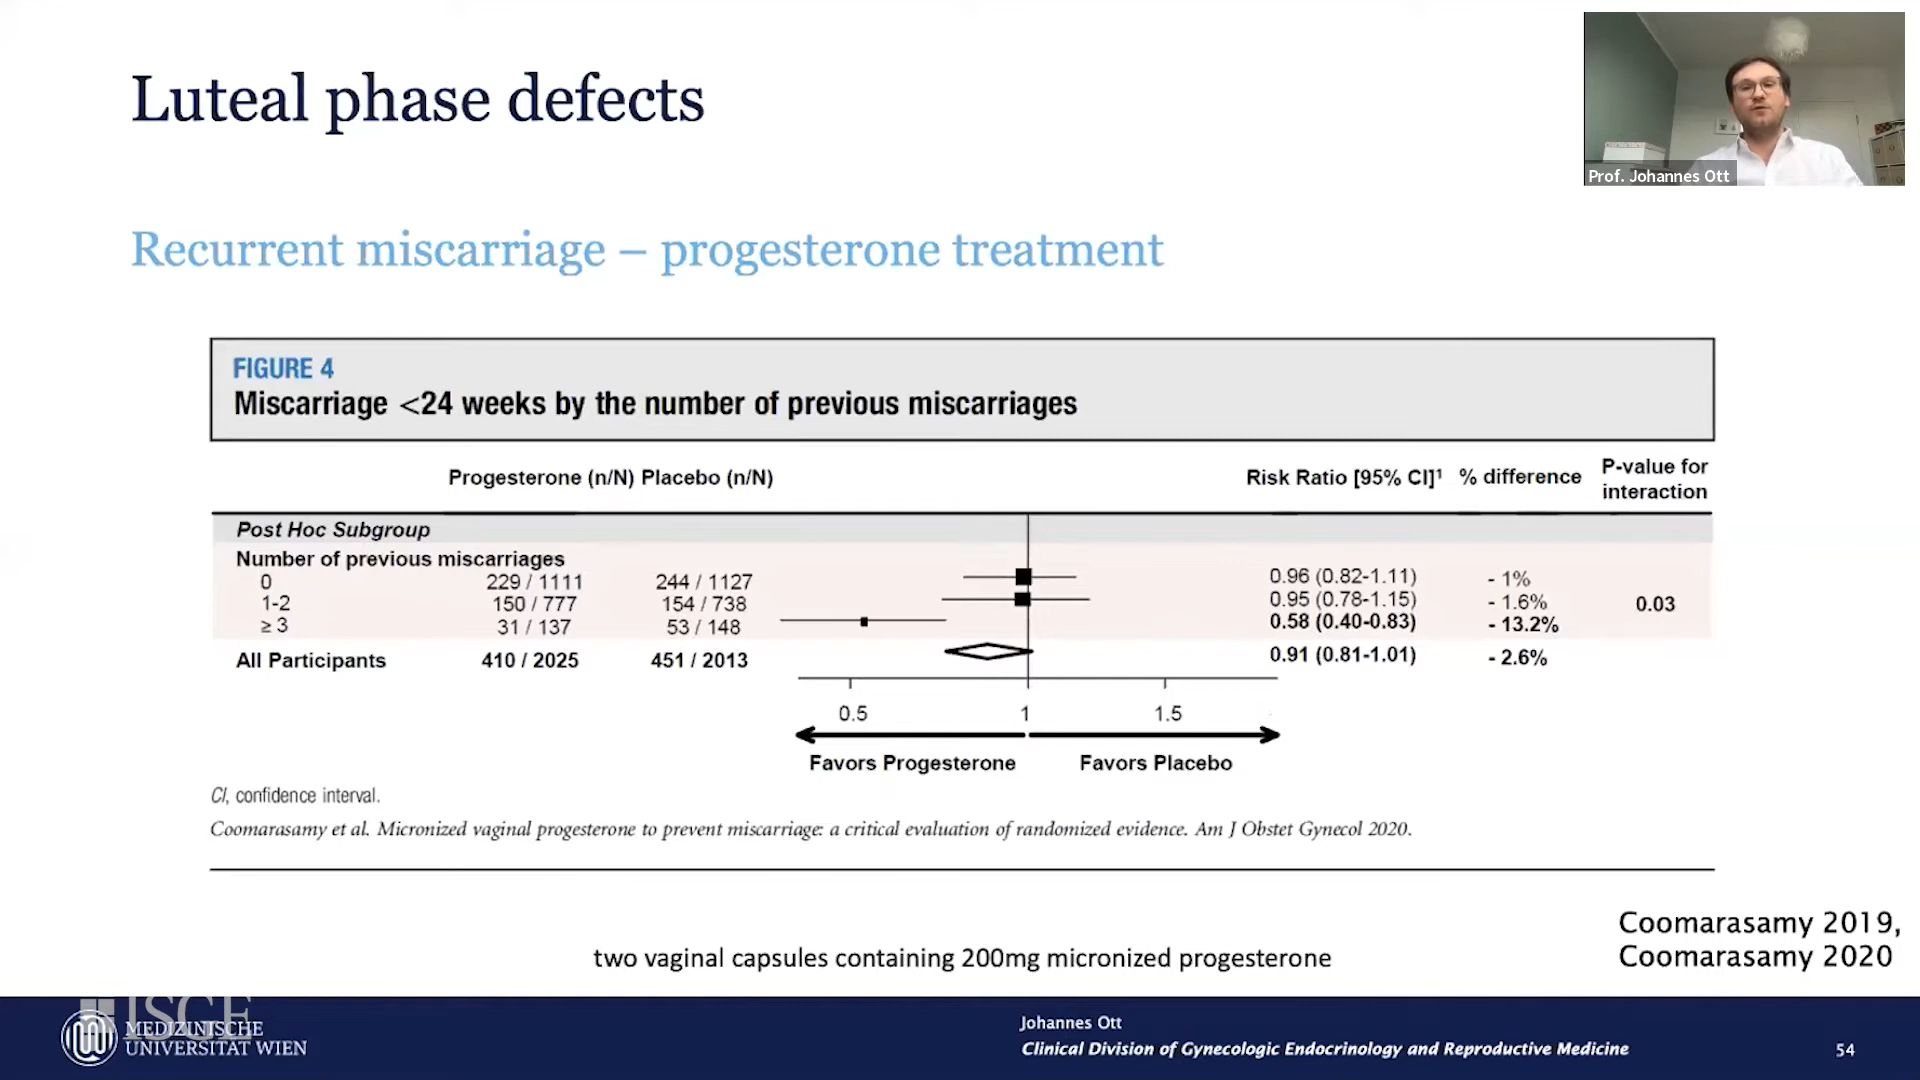 Luteal phase defects
Prof. Johannes Ott
Recurrent miscarriage – progesterone treatment
FIGURE 4
Miscarriage <24 weeks by the number of previous miscarriages
Progesterone (n/N) Placebo (n/N) Risk Ratio [95% CI]¹ % difference P-value for interaction
Post Hoc Subgroup
Number of previous miscarriages
0 229 / 1111 244 / 1127 0.96 (0.82-1.11) - 1%
1-2 150 / 777 154 / 738 0.95 (0.78-1.15) - 1.6% 0.03
≥ 3 31 / 137 53 / 148 0.58 (0.40-0.83) - 13.2%
All Participants 410 / 2025 451 / 2013 0.91 (0.81-1.01) - 2.6%
0.5 1 1.5
Favors Progesterone Favors Placebo
CI, confidence interval.
Coomarasamy et al. Micronized vaginal progesterone to prevent miscarriage: a critical evaluation of randomized evidence. Am J Obstet Gynecol 2020.
Coomarasamy 2019,
Coomarasamy 2020
two vaginal capsules containing 200mg micronized progesterone
ISGE
MEDIZINISCHE
UNIVERSITÄT WIEN
Johannes Ott
Clinical Division of Gynecologic Endocrinology and Reproductive Medicine
54